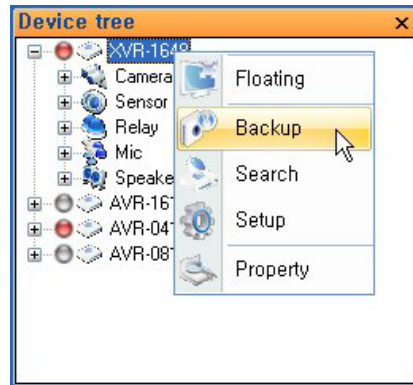 Device tree
XVR-1648
Camera
Sensor
Relay
Mic
Speake
AVR-16
AVR-04
AVR-08
Floating
Backup
Search
Setup
Property